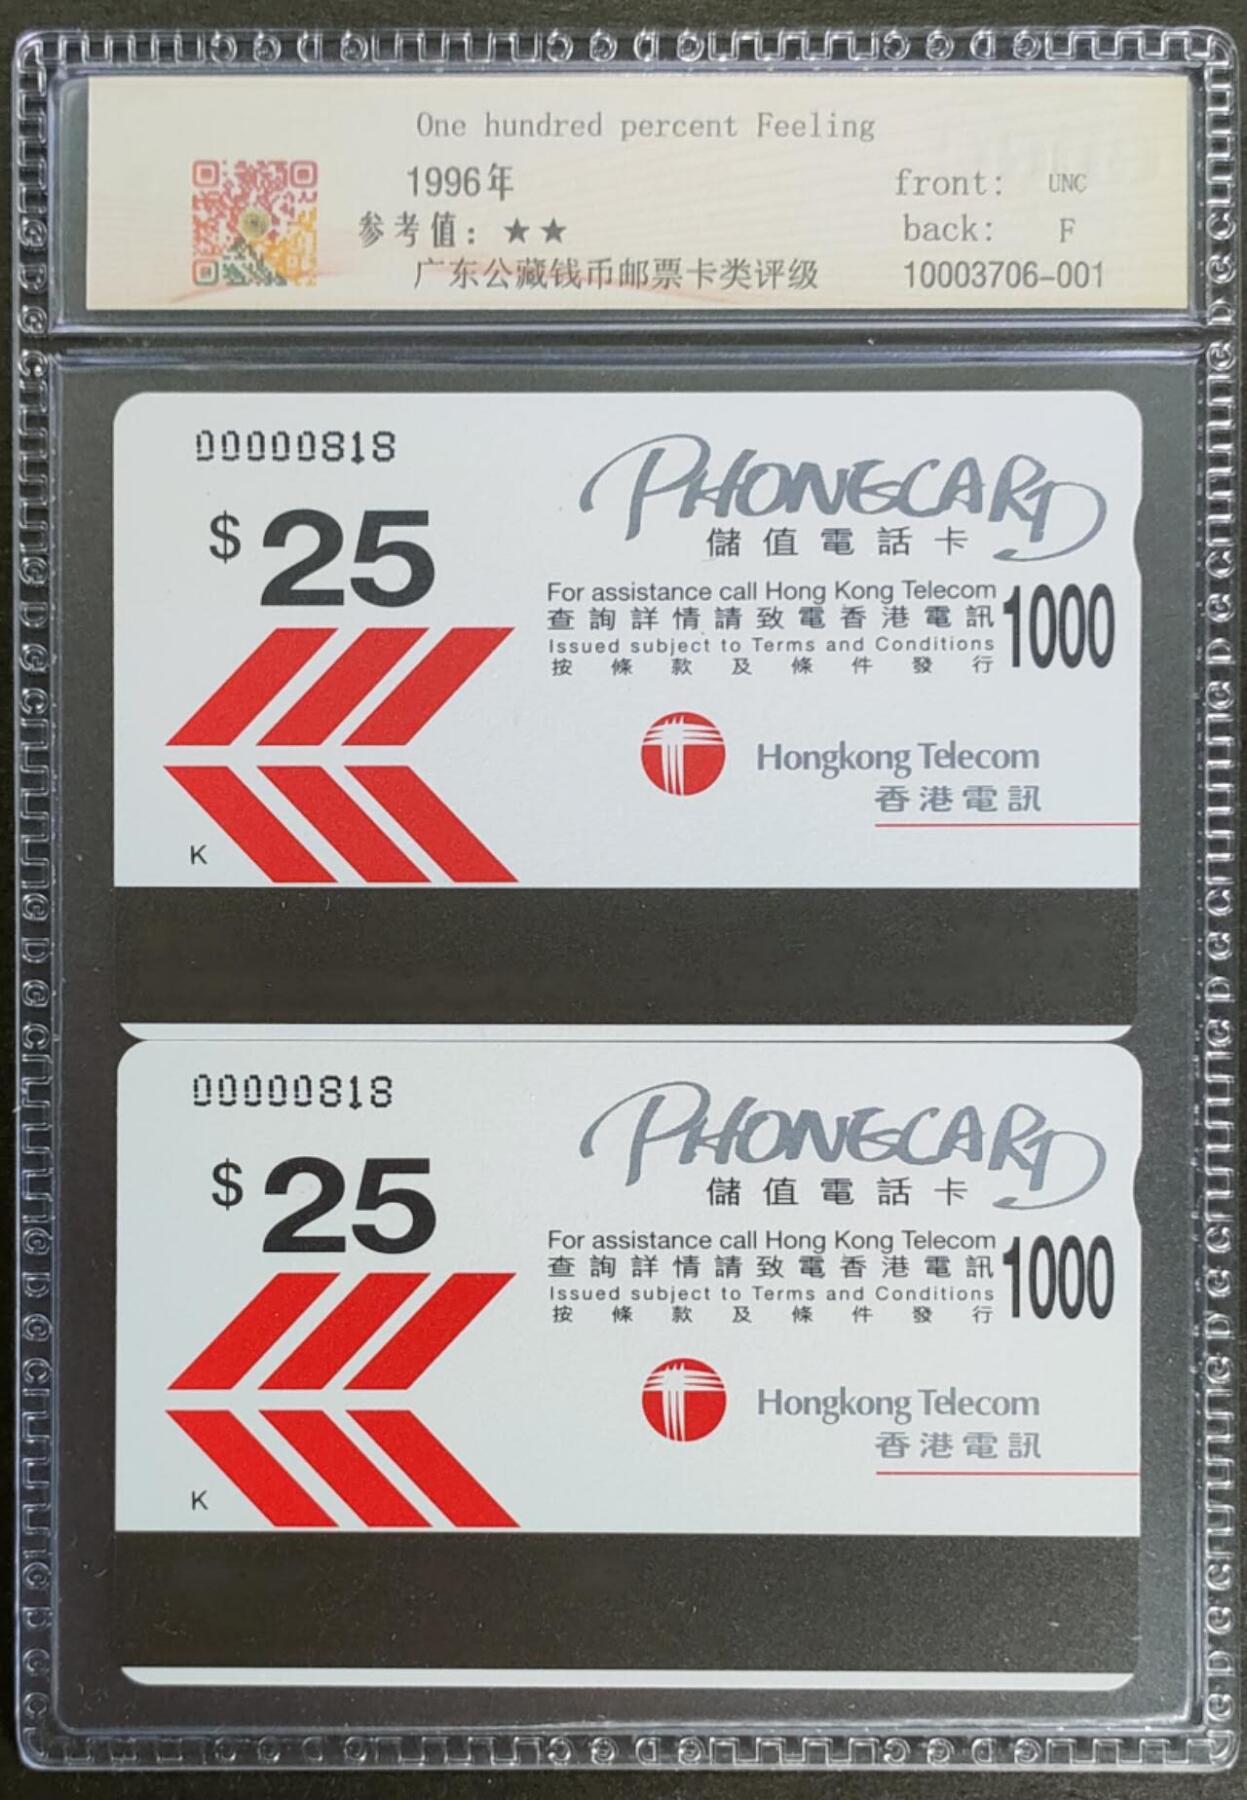 One hundred percent Feeling
1996年
front: UNC
参考值：★★
back: F
广东公藏钱币邮票卡类评级
10003706-001
00000818
PHONECARD
$25
儲值電話卡
For assistance call Hong Kong Telecom
查詢詳情請致電香港電訊
1000
Issued subject to Terms and Conditions
按條款及條件發行
Hongkong Telecom
香港電訊
K
00000818
PHONECARD
$25
儲值電話卡
For assistance call Hong Kong Telecom
查詢詳情請致電香港電訊
1000
Issued subject to Terms and Conditions
按條款及條件發行
Hongkong Telecom
香港電訊
K